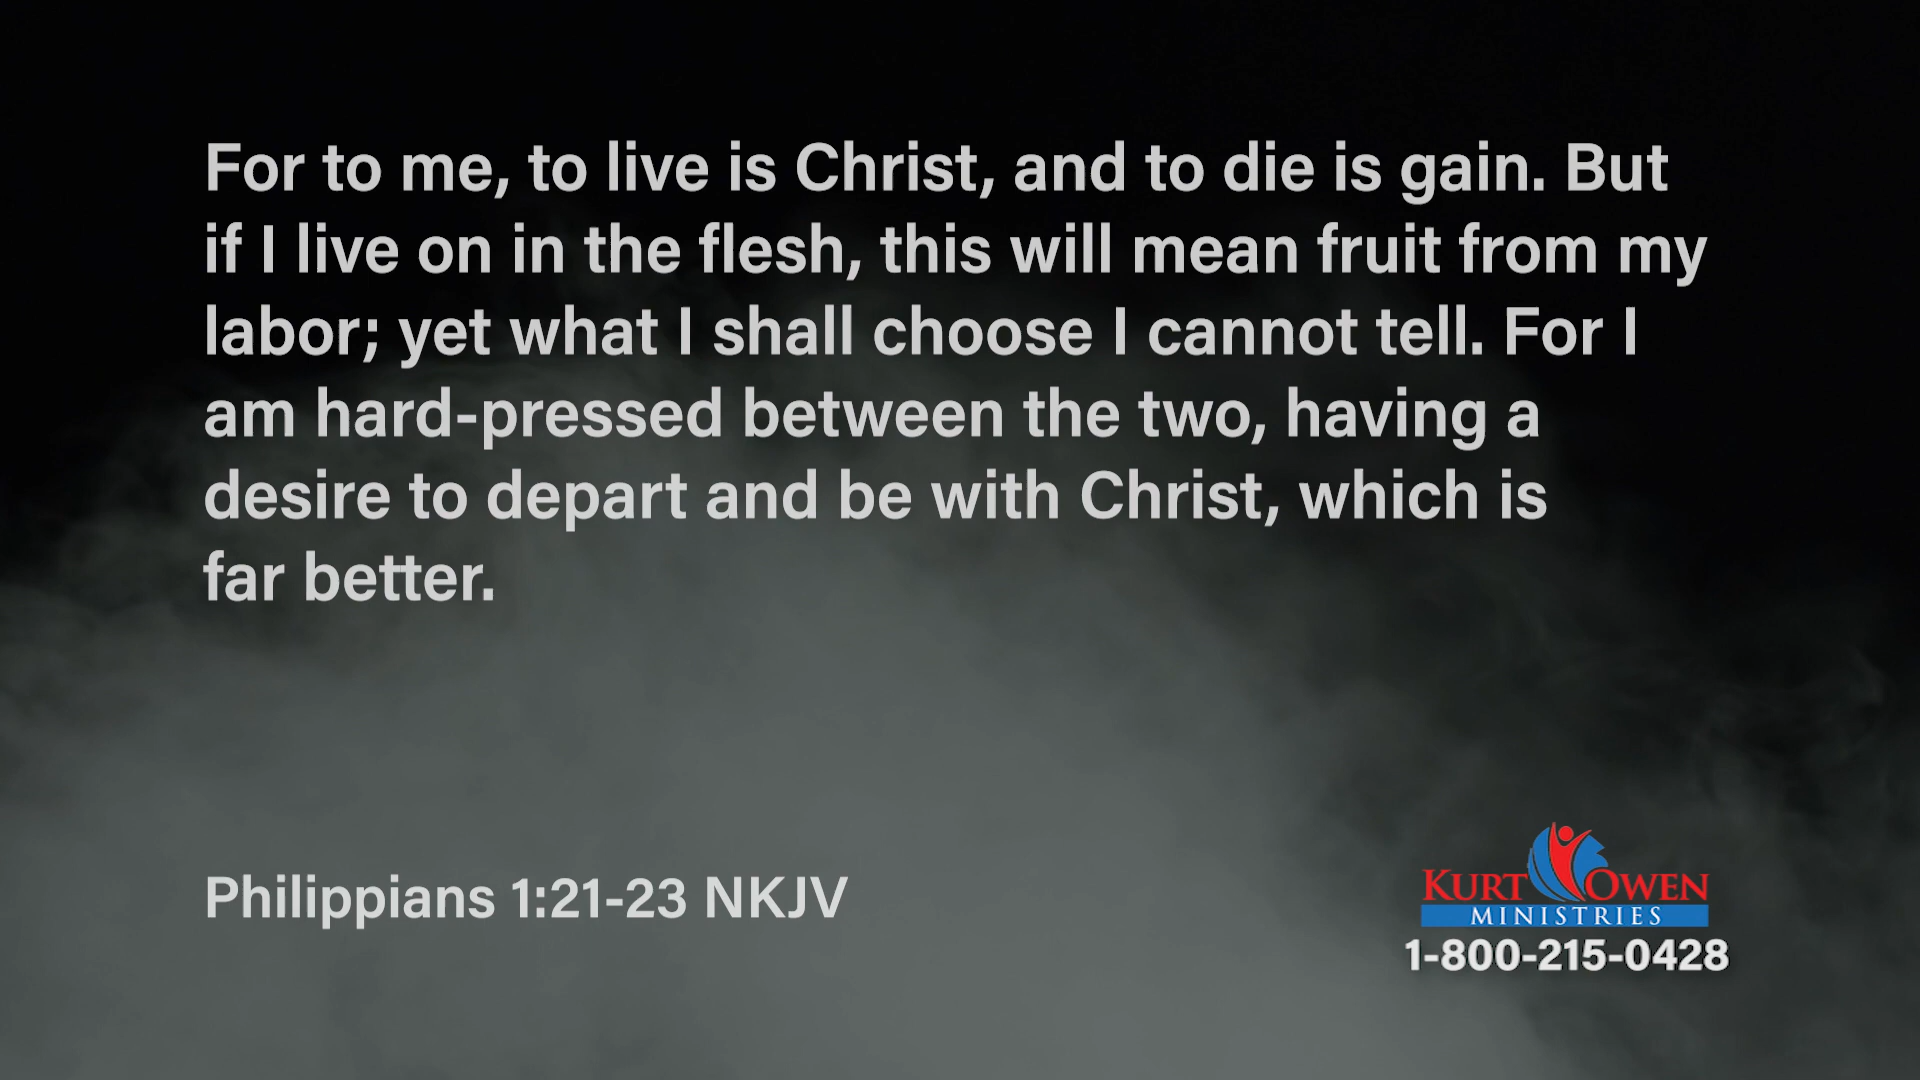 For to me, to live is Christ, and to die is gain. But
if I live on in the flesh, this will mean fruit from my
labor; yet what I shall choose I cannot tell. For I
am hard-pressed between the two, having a
desire to depart and be with Christ, which is
far better.
Philippians 1:21-23 NKJV
KURT OWEN
MINISTRIES
1-800-215-0428